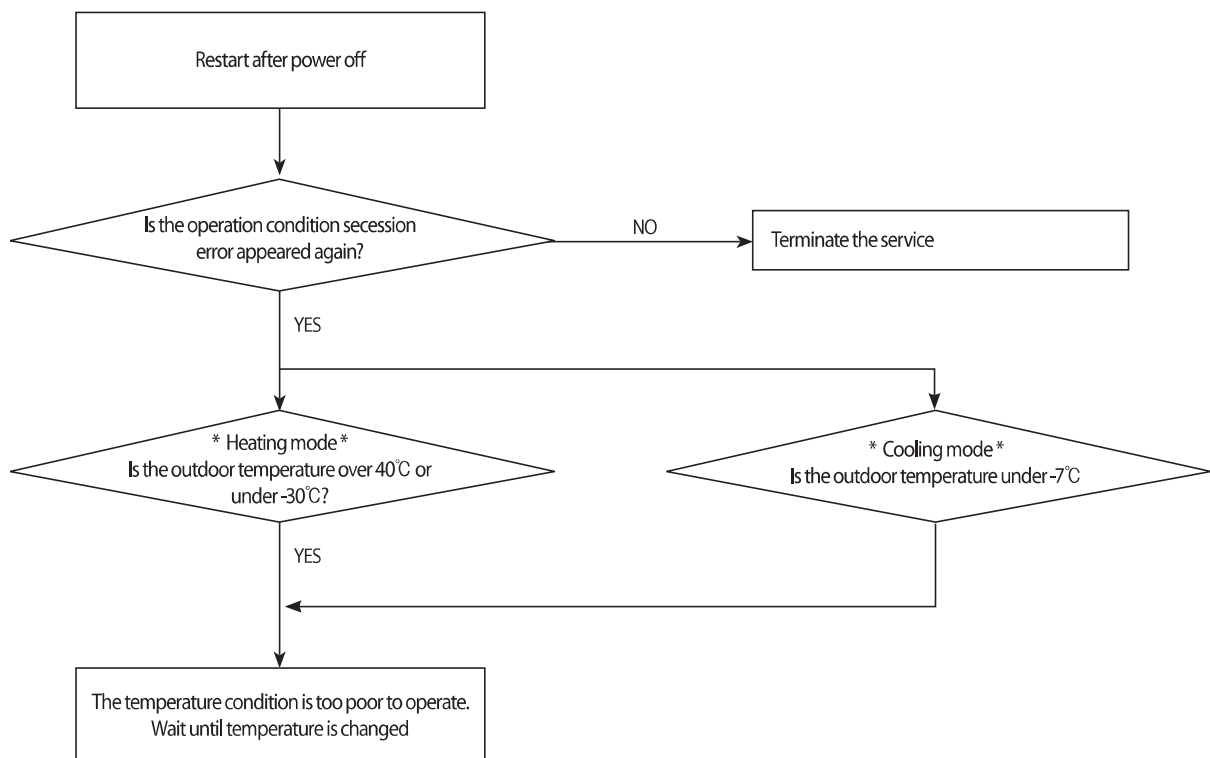 Restart after power off
Is the operation condition secession
error appeared again?
NO
Terminate the service
YES
* Heating mode *
Is the outdoor temperature over 40℃ or
under -30℃?
* Cooling mode *
Is the outdoor temperature under -7℃
YES
The temperature condition is too poor to operate.
Wait until temperature is changed